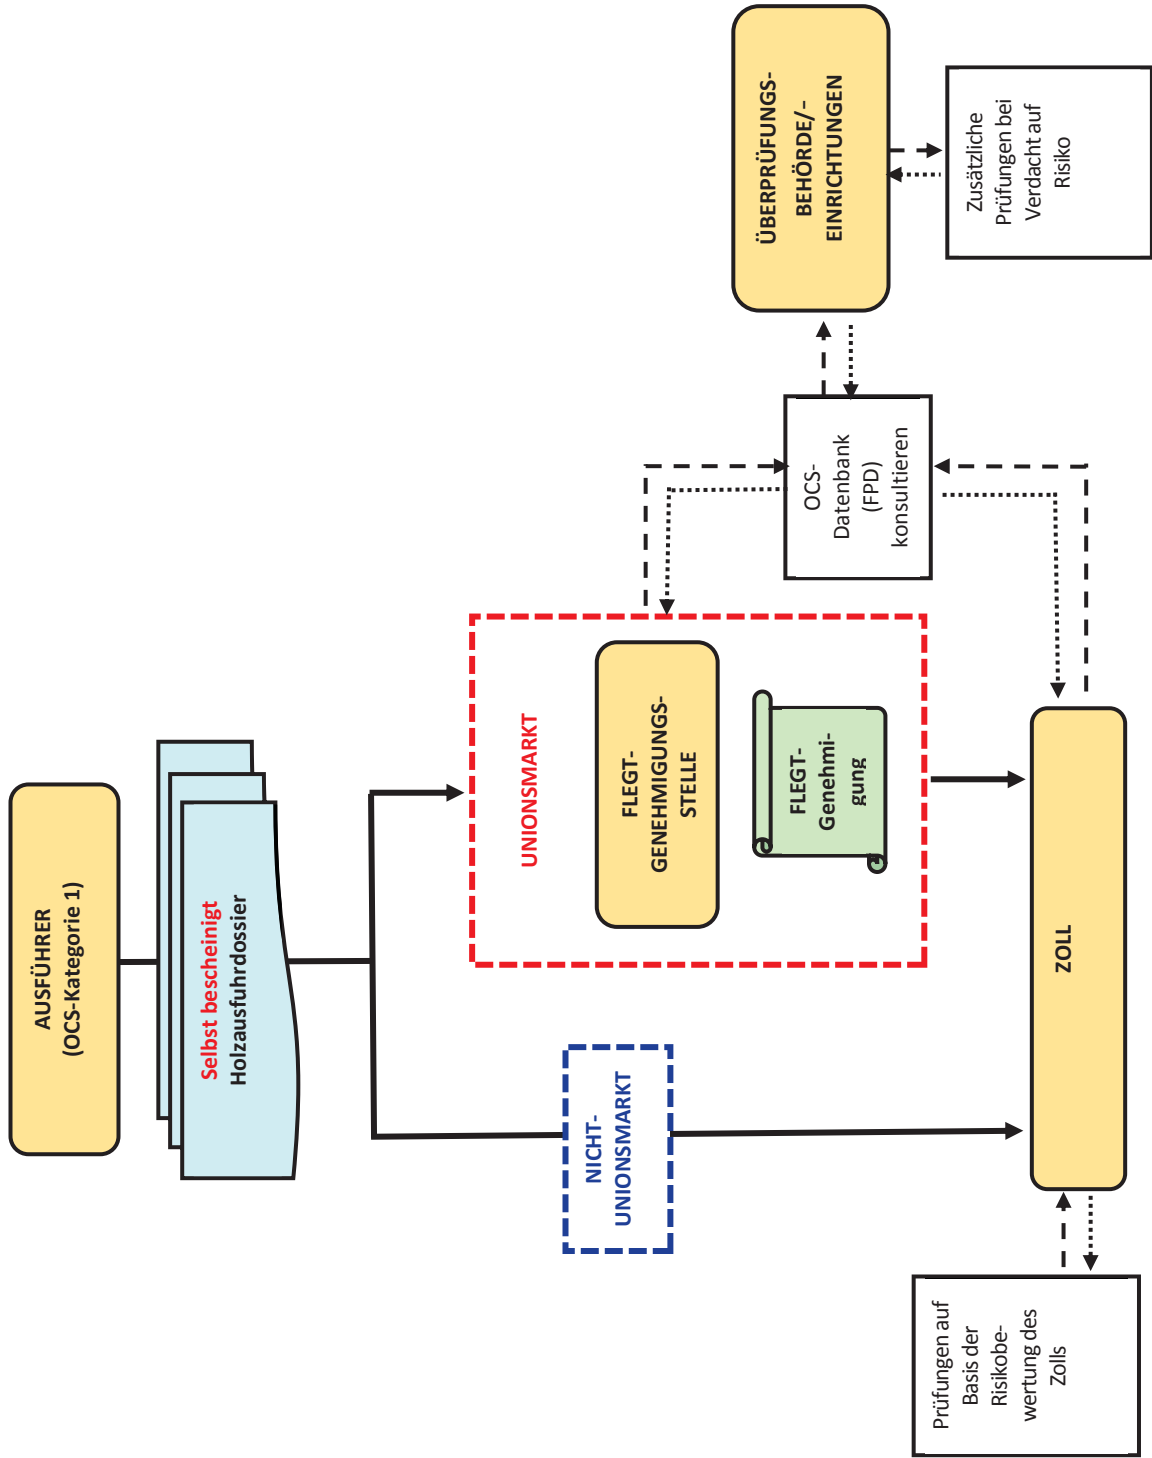 AUSFÜHRER
(OCS-Kategorie 1)
Selbst bescheinigt
Holzausfuhrdossier
NICHT-
UNIONSMARKT
UNIONSMARKT
FLEGT-
GENEHMIGUNGS-
STELLE
FLEGT-
Genehmi-
gung
OCS-
Datenbank
(FPD)
konsultieren
ÜBERPRÜFUNGS-
BEHÖRDE/-
EINRICHTUNGEN
Zusätzliche
Prüfungen bei
Verdacht auf
Risiko
ZOLL
Prüfungen auf
Basis der
Risikobe-
wertung des
Zolls